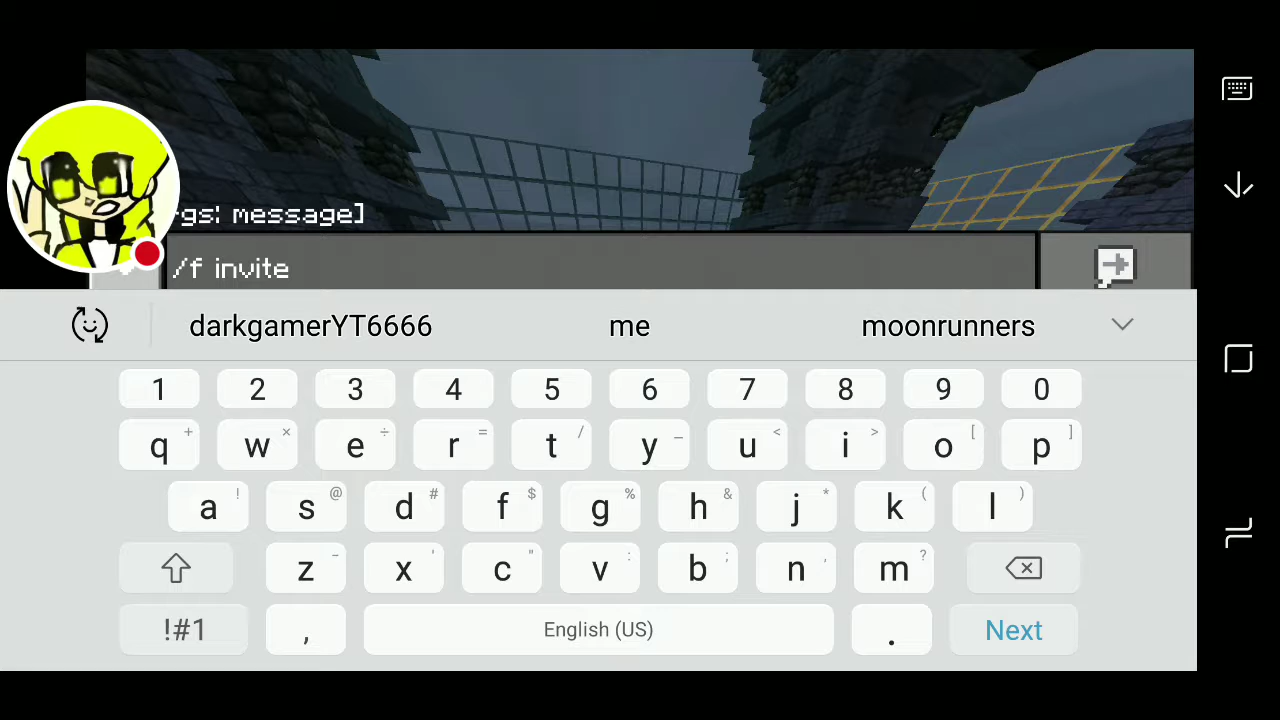 rgs: message]
/f invite
darkgamerYT6666 me moonrunners
1 2 3 4 5 6 7 8 9 0
q + w × e ÷ r = t / y _ u < i > o [ p ]
a ! s @ d # f $ g % h & j * k ( l )
z - x ' c " v : b ; n , m ?
!#1 , English (US) . Next